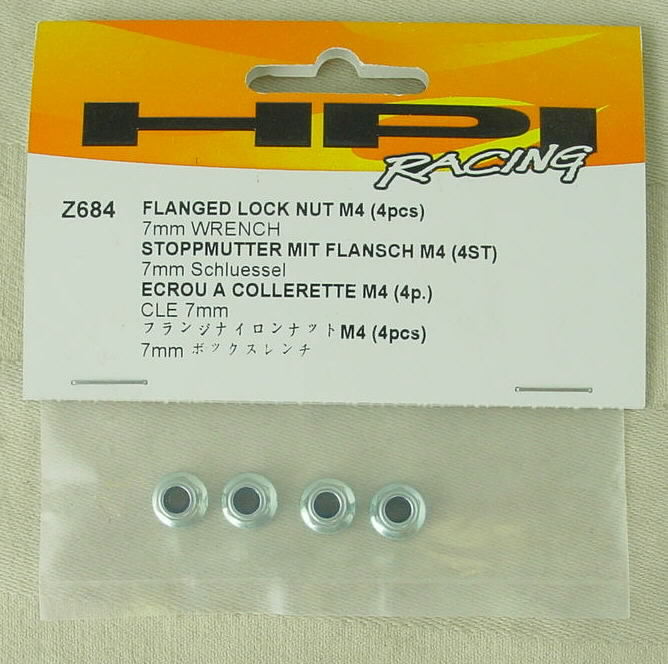 HPI
RACING
Z684 FLANGED LOCK NUT M4 (4pcs)
7mm WRENCH
STOPPMUTTER MIT FLANSCH M4 (4ST)
7mm Schluessel
ECROU A COLLERETTE M4 (4p.)
CLE 7mm
フランジナイロンナットM4 (4pcs)
7mm ボックスレンチ